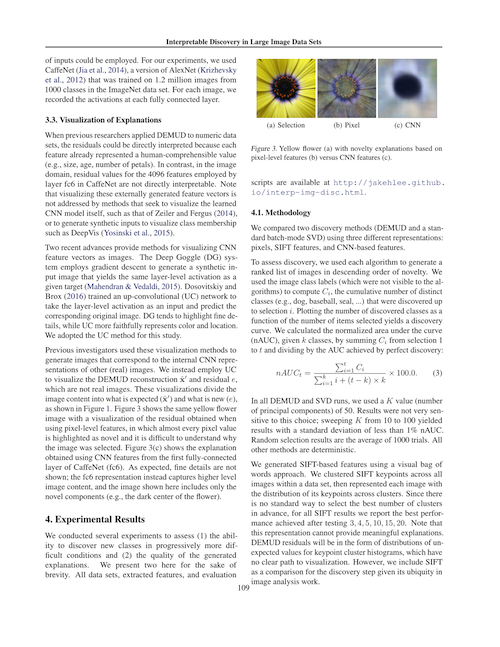 Interpretable Discovery in Large Image Data Sets
of inputs could be employed. For our experiments, we used
CaffeNet (Jia et al., 2014), a version of AlexNet (Krizhevsky
et al., 2012) that was trained on 1.2 million images from
1000 classes in the ImageNet data set. For each image, we
recorded the activations at each fully connected layer.
3.3. Visualization of Explanations
When previous researchers applied DEMUD to numeric data
sets, the residuals could be directly interpreted because each
feature already represented a human-comprehensible value
(e.g., size, age, number of petals). In contrast, in the image
domain, residual values for the 4096 features employed by
layer fc6 in CaffeNet are not directly interpretable. Note
that visualizing these externally generated feature vectors is
not addressed by methods that seek to visualize the learned
CNN model itself, such as that of Zeiler and Fergus (2014),
or to generate synthetic inputs to visualize class membership
such as DeepVis (Yosinski et al., 2015).
Two recent advances provide methods for visualizing CNN
feature vectors as images. The Deep Goggle (DG) sys-
tem employs gradient descent to generate a synthetic in-
put image that yields the same layer-level activation as a
given target (Mahendran & Vedaldi, 2015). Dosovitskiy and
Brox (2016) trained an up-convolutional (UC) network to
take the layer-level activation as an input and predict the
corresponding original image. DG tends to highlight fine de-
tails, while UC more faithfully represents color and location.
We adopted the UC method for this study.
Previous investigators used these visualization methods to
generate images that correspond to the internal CNN repre-
sentations of other (real) images. We instead employ UC
to visualize the DEMUD reconstruction x̂′ and residual e,
which are not real images. These visualizations divide the
image content into what is expected (x̂′) and what is new (e),
as shown in Figure 1. Figure 3 shows the same yellow flower
image with a visualization of the residual obtained when
using pixel-level features, in which almost every pixel value
is highlighted as novel and it is difficult to understand why
the image was selected. Figure 3(c) shows the explanation
obtained using CNN features from the first fully-connected
layer of CaffeNet (fc6). As expected, fine details are not
shown; the fc6 representation instead captures higher level
image content, and the image shown here includes only the
novel components (e.g., the dark center of the flower).
4. Experimental Results
We conducted several experiments to assess (1) the abil-
ity to discover new classes in progressively more dif-
ficult conditions and (2) the quality of the generated
explanations. We present two here for the sake of
brevity. All data sets, extracted features, and evaluation
(a) Selection (b) Pixel (c) CNN
Figure 3. Yellow flower (a) with novelty explanations based on
pixel-level features (b) versus CNN features (c).
scripts are available at http://jakehlee.github.
io/interp-img-disc.html.
4.1. Methodology
We compared two discovery methods (DEMUD and a stan-
dard batch-mode SVD) using three different representations:
pixels, SIFT features, and CNN-based features.
To assess discovery, we used each algorithm to generate a
ranked list of images in descending order of novelty. We
used the image class labels (which were not visible to the al-
gorithms) to compute Cᵢ, the cumulative number of distinct
classes (e.g., dog, baseball, seal, ...) that were discovered up
to selection i. Plotting the number of discovered classes as a
function of the number of items selected yields a discovery
curve. We calculated the normalized area under the curve
(nAUC), given k classes, by summing Cᵢ from selection 1
to t and dividing by the AUC achieved by perfect discovery:
nAUCₜ = ∑ᵗᵢ₌₁ Cᵢ / (∑ᵏᵢ₌₁ i + (t − k) × k) × 100.0. (3)
In all DEMUD and SVD runs, we used a K value (number
of principal components) of 50. Results were not very sen-
sitive to this choice; sweeping K from 10 to 100 yielded
results with a standard deviation of less than 1% nAUC.
Random selection results are the average of 1000 trials. All
other methods are deterministic.
We generated SIFT-based features using a visual bag of
words approach. We clustered SIFT keypoints across all
images within a data set, then represented each image with
the distribution of its keypoints across clusters. Since there
is no standard way to select the best number of clusters
in advance, for all SIFT results we report the best perfor-
mance achieved after testing 3, 4, 5, 10, 15, 20. Note that
this representation cannot provide meaningful explanations.
DEMUD residuals will be in the form of distributions of un-
expected values for keypoint cluster histograms, which have
no clear path to visualization. However, we include SIFT
as a comparison for the discovery step given its ubiquity in
image analysis work.
109